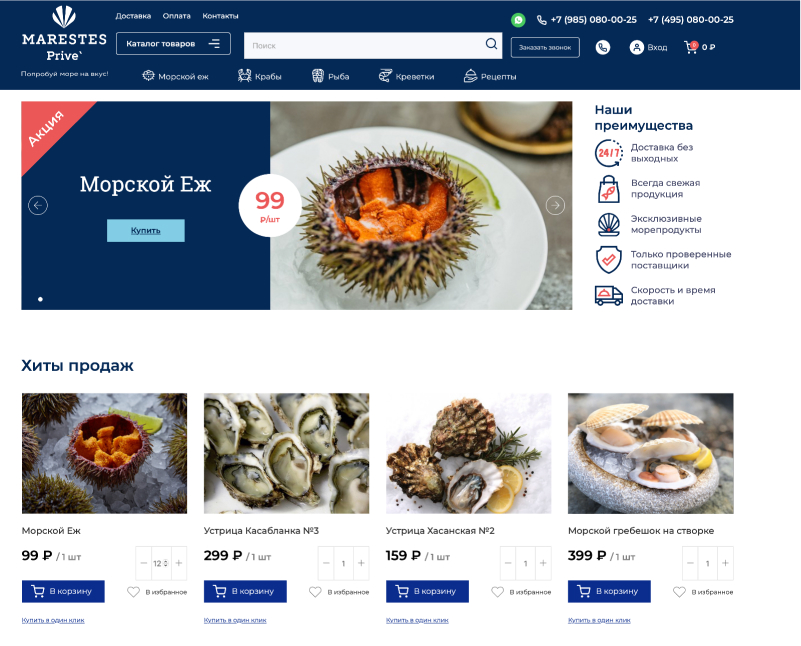 MARESTES
Prive`
Попробуй море на вкус!
Доставка
Оплата
Контакты
+7 (985) 080-00-25
+7 (495) 080-00-25
Каталог товаров
Поиск
Заказать звонок
Вход
0
0 ₽
Морской еж
Крабы
Рыба
Креветки
Рецепты
Акция
Морской Еж
Купить
99
Р/шт
Наши
преимущества
24/7
Доставка без
выходных
Всегда свежая
продукция
Эксклюзивные
морепродукты
Только проверенные
поставщики
Скорость и время
доставки
Хиты продаж
Морской Еж
99 ₽ / 1 шт
− 12 +
В корзину
В избранное
Купить в один клик
Устрица Касабланка №3
299 ₽ / 1 шт
− 1 +
В корзину
В избранное
Купить в один клик
Устрица Хасанская №2
159 ₽ / 1 шт
− 1 +
В корзину
В избранное
Купить в один клик
Морской гребешок на створке
399 ₽ / 1 шт
− 1 +
В корзину
В избранное
Купить в один клик